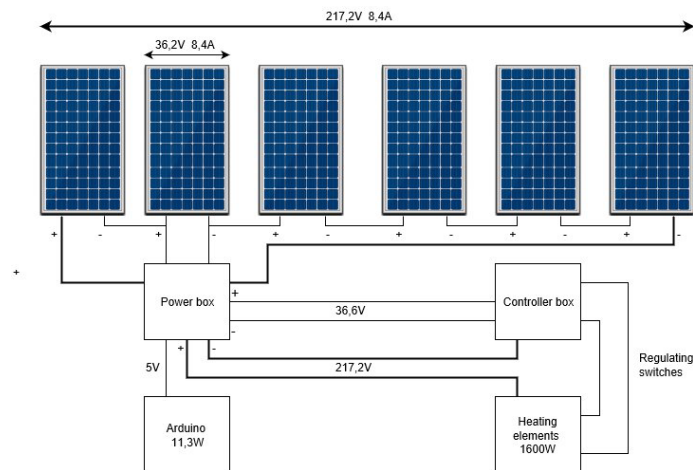 217,2V 8,4A
36,2V 8,4A
+ - + - + - + - + - + -
+
Power box
+
-
36,6V
Controller box
+
-
5V
217,2V
Regulating
switches
Arduino
11,3W
Heating
elements
1600W